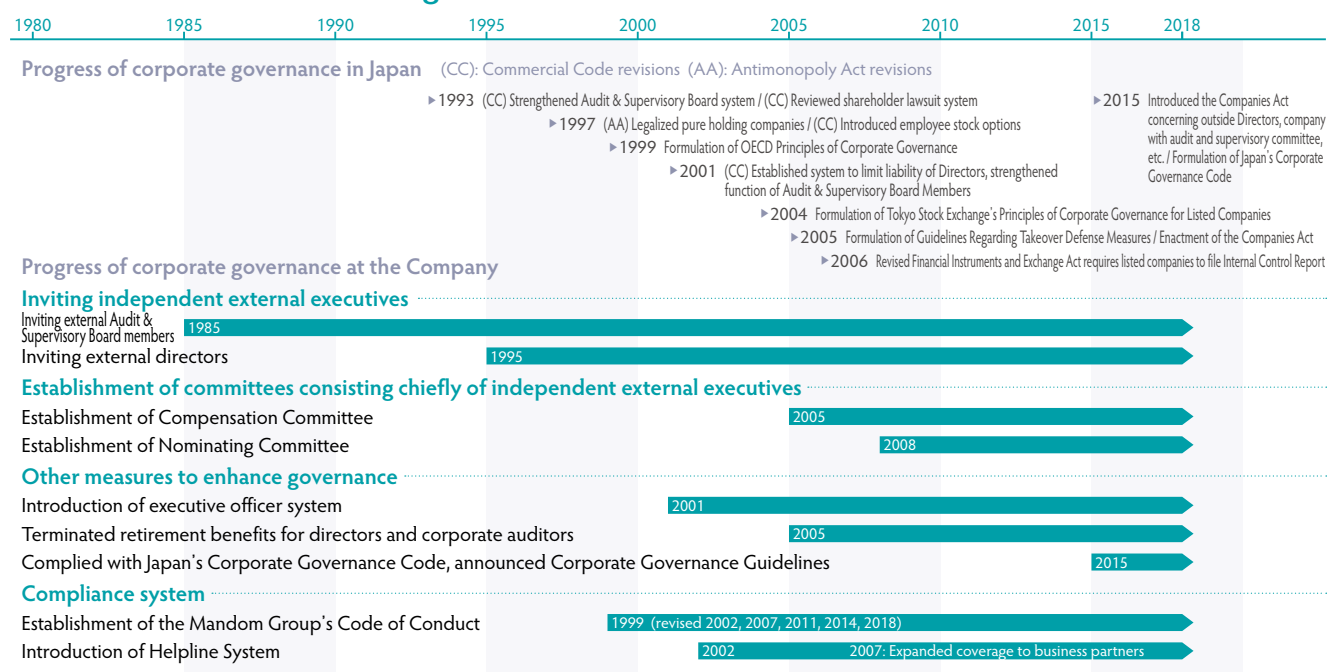 1980 1985 1990 1995 2000 2005 2010 2015 2018
Progress of corporate governance in Japan (CC): Commercial Code revisions (AA): Antimonopoly Act revisions
▶1993 (CC) Strengthened Audit & Supervisory Board system / (CC) Reviewed shareholder lawsuit system
▶1997 (AA) Legalized pure holding companies / (CC) Introduced employee stock options
▶1999 Formulation of OECD Principles of Corporate Governance
▶2001 (CC) Established system to limit liability of Directors, strengthened
function of Audit & Supervisory Board Members
▶2004 Formulation of Tokyo Stock Exchange's Principles of Corporate Governance for Listed Companies
▶2005 Formulation of Guidelines Regarding Takeover Defense Measures / Enactment of the Companies Act
▶2006 Revised Financial Instruments and Exchange Act requires listed companies to file Internal Control Report
▶2015 Introduced the Companies Act
concerning outside Directors, company
with audit and supervisory committee,
etc. / Formulation of Japan's Corporate
Governance Code
Progress of corporate governance at the Company
Inviting independent external executives
Inviting external Audit &
Supervisory Board members 1985
Inviting external directors 1995
Establishment of committees consisting chiefly of independent external executives
Establishment of Compensation Committee 2005
Establishment of Nominating Committee 2008
Other measures to enhance governance
Introduction of executive officer system 2001
Terminated retirement benefits for directors and corporate auditors 2005
Complied with Japan's Corporate Governance Code, announced Corporate Governance Guidelines 2015
Compliance system
Establishment of the Mandom Group's Code of Conduct 1999 (revised 2002, 2007, 2011, 2014, 2018)
Introduction of Helpline System 2002 2007: Expanded coverage to business partners